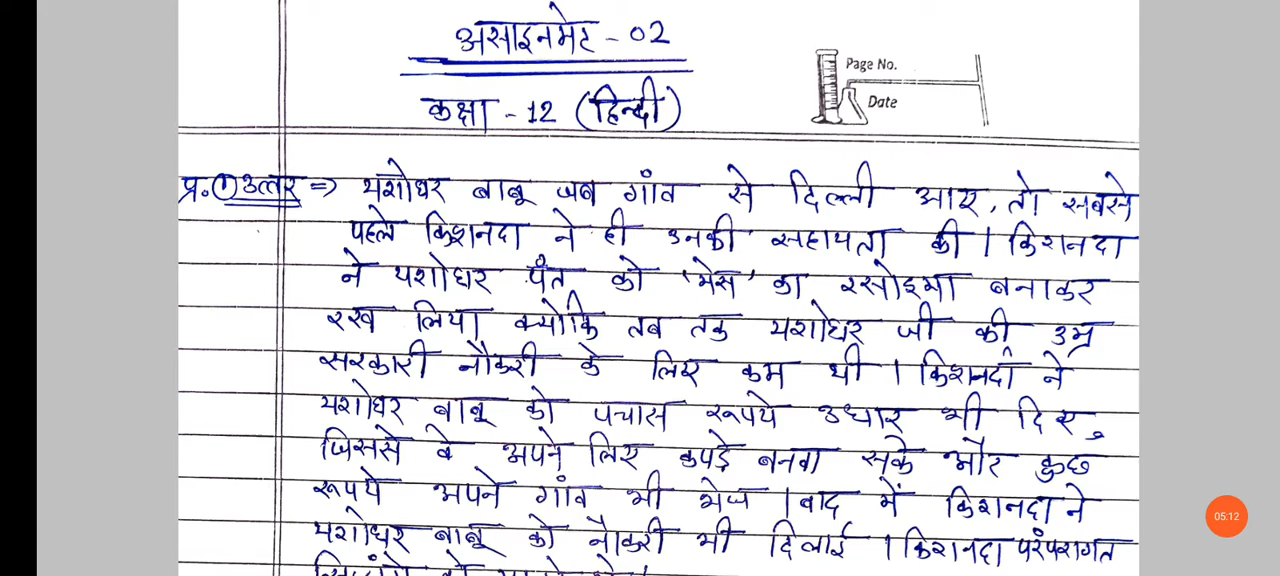 असाइनमेंट - 02
Page No.
Date
कक्षा - 12 (हिन्दी)
प्र.① उत्तर ⇒ यशोधर बाबू जब गांव से दिल्ली आए, तो सबसे
पहले किशनदा ने ही उनकी सहायता की । किशनदा
ने यशोधर पंत को 'मेस' का रसोइया बनाकर
रख लिया क्योकि तब तक यशोधर जी की उम्र
सरकारी नौकरी के लिए कम थी । किशनदा ने
यशोधर बाबू को पचास रूपये उधार भी दिए,
जिससे वे अपने लिए कपड़े बनवा सके और कुछ
रूपये अपने गांव भी भेज । बाद में किशनदा ने
यशोधर बाबू को नौकरी भी दिलाई । किशनदा परंपरागत
05:12